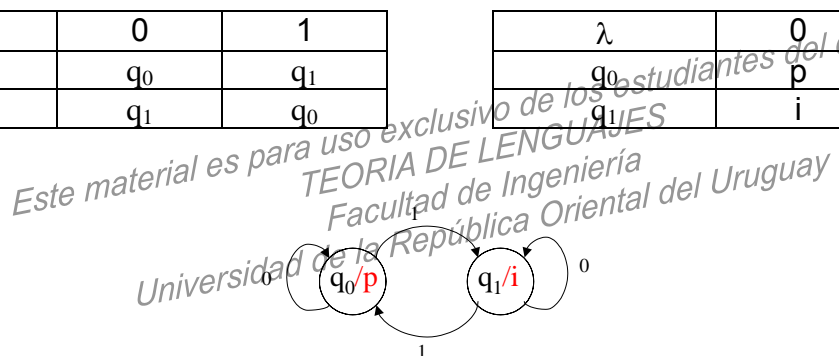 0 1 λ 0
q0 q1 q0 p
q1 q0 q1 i
Este material es para uso exclusivo de los estudiantes del
TEORIA DE LENGUAJES
Facultad de Ingeniería
Universidad de la República Oriental del Uruguay
1
0 q0/p q1/i 0
1